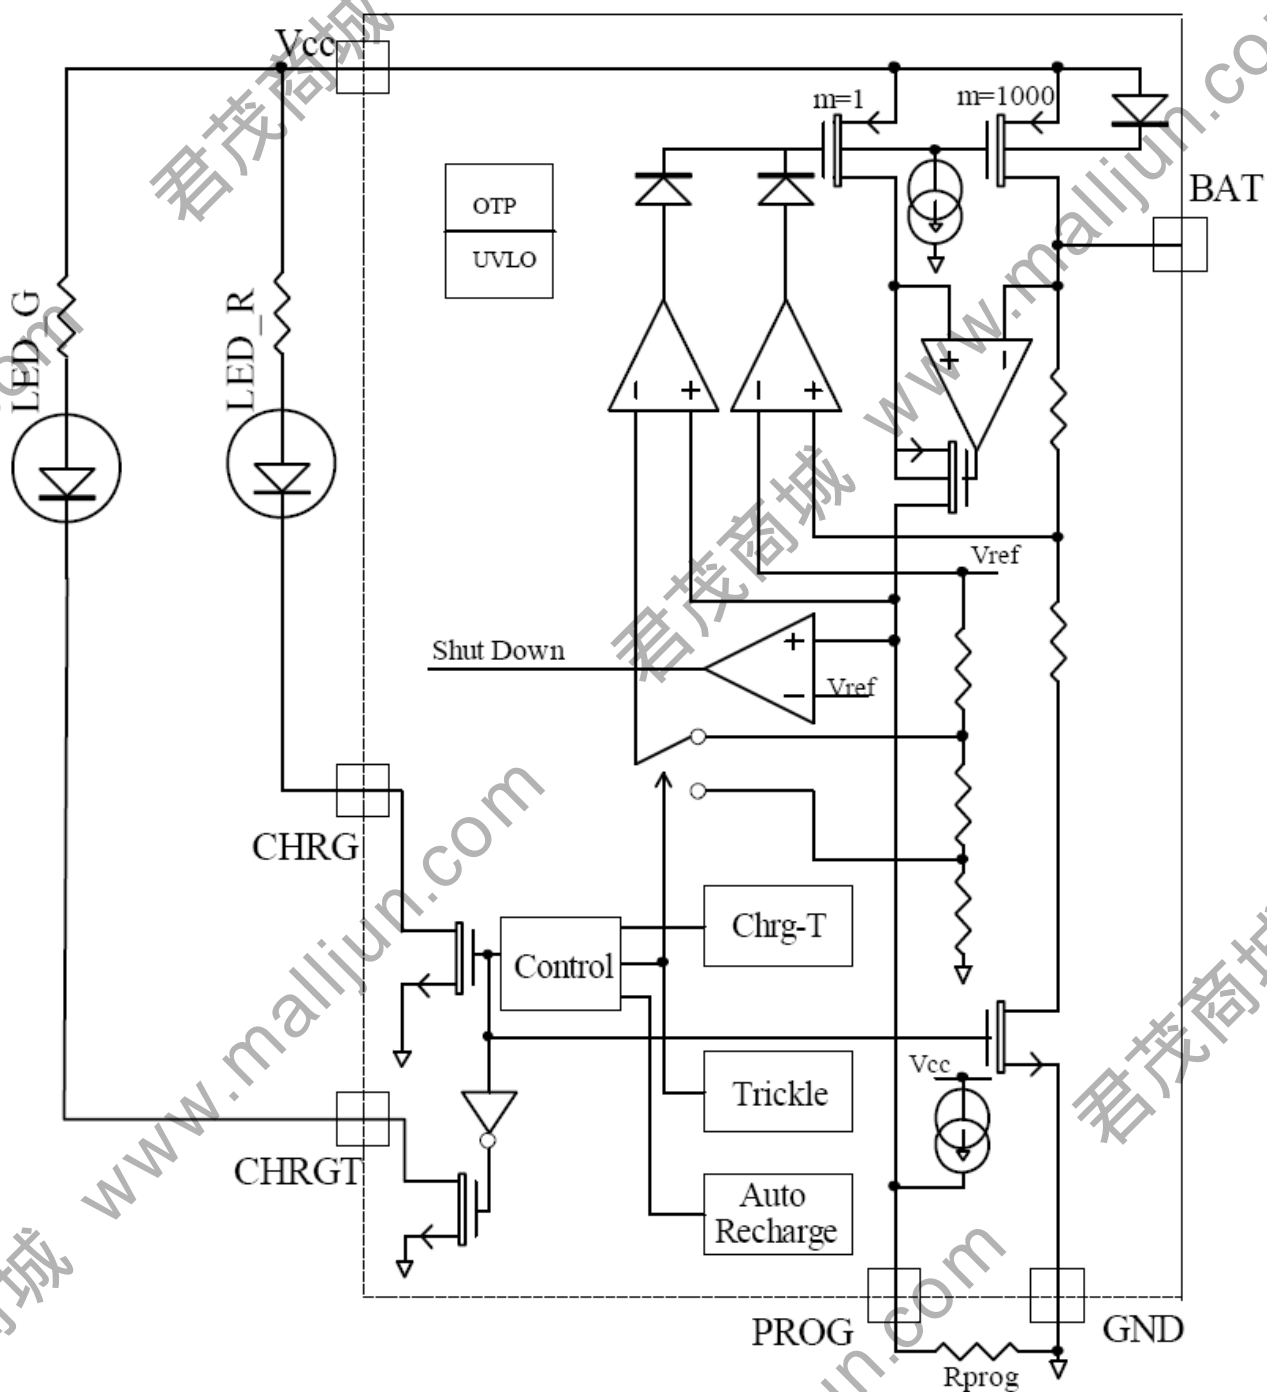 Vcc
m=1
m=1000
BAT
OTP
UVLO
LED_G
LED_R
+
Vref
Shut Down
+
Vref
CHRG
Chrg-T
Control
Vcc
Trickle
CHRGT
Auto
Recharge
PROG
GND
Rprog
君茂商城 www.malljun.com
君茂商城 www.malljun.com
君茂商城